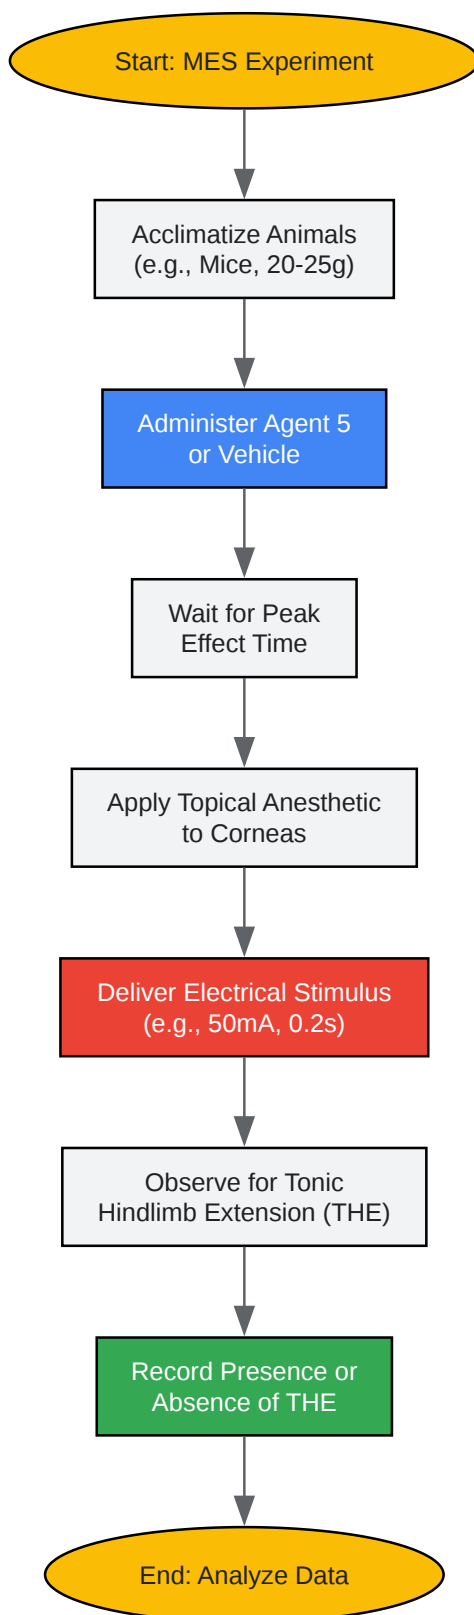 Start: MES Experiment
Acclimatize Animals
(e.g., Mice, 20-25g)
Administer Agent 5
or Vehicle
Wait for Peak
Effect Time
Apply Topical Anesthetic
to Corneas
Deliver Electrical Stimulus
(e.g., 50mA, 0.2s)
Observe for Tonic
Hindlimb Extension (THE)
Record Presence or
Absence of THE
End: Analyze Data